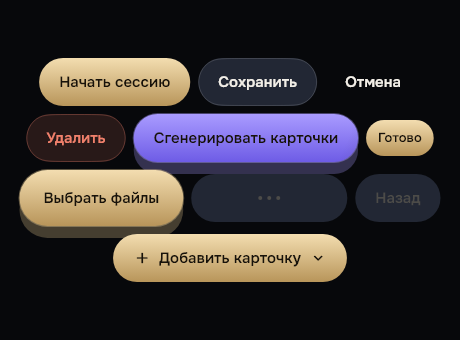 Начать сессию Сохранить Отмена
Удалить Сгенерировать карточки Готово
Выбрать файлы ••• Назад
+ Добавить карточку